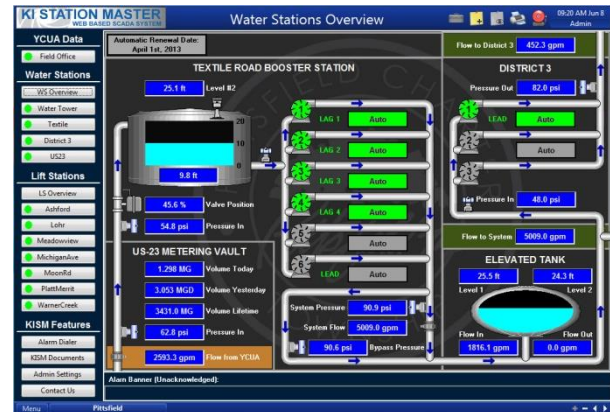 KI STATION MASTER
WEB BASED SCADA SYSTEM
Water Stations Overview
09:20 AM Jun 8
Admin
YCUA Data
Field Office
Water Stations
WS Overview
Water Tower
Textile
District 3
US23
Lift Stations
LS Overview
Ashford
Lohr
Meadowview
MichiganAve
MoonRd
PlattMerrit
WarnerCreek
KISM Features
Alarm Dialer
KISM Documents
Admin Settings
Contact Us
Automatic Renewal Date:
April 1st, 2013
TEXTILE ROAD BOOSTER STATION
25.1 ft Level #2
20
10
0
9.8 ft
45.6 % Valve Position
54.8 psi Pressure In
LAG 1 Auto
LAG 2 Auto
LAG 3 Auto
LAG 4 Auto
Auto
LEAD Auto
System Pressure 90.9 psi
System Flow 5009.0 gpm
90.6 psi Bypass Pressure
US-23 METERING VAULT
1.298 MG Volume Today
3.053 MGD Volume Yesterday
3431.0 MG Volume Lifetime
62.8 psi Pressure In
2593.3 gpm Flow from YCUA
Flow to District 3 452.3 gpm
DISTRICT 3
Pressure Out 82.0 psi
LEAD Auto
Auto
Pressure In 48.0 psi
Flow to System 5009.0 gpm
ELEVATED TANK
25.5 ft 24.3 ft
Level 1 Level 2
Flow In Flow Out
1816.1 gpm 0.0 gpm
Alarm Banner (Unacknowledged):
Menu Pittsfield